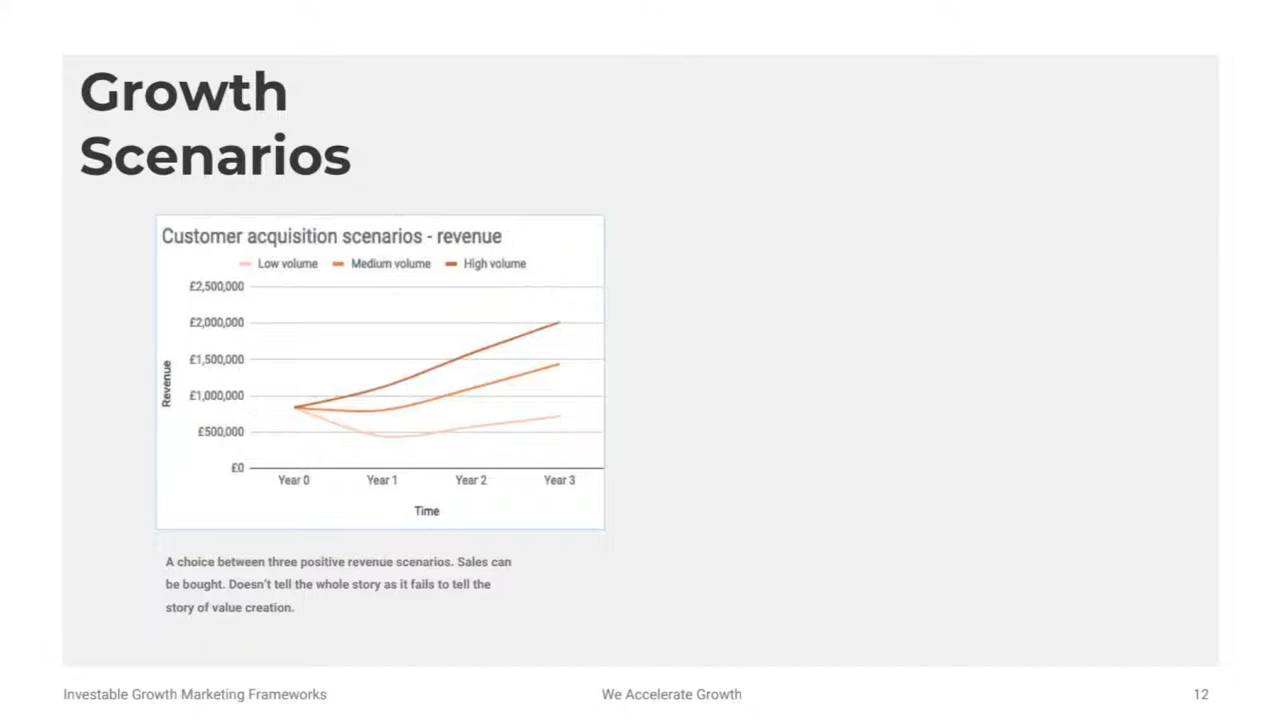 Growth
Scenarios
Customer acquisition scenarios - revenue
Low volume Medium volume High volume
£2,500,000
£2,000,000
£1,500,000
£1,000,000
£500,000
£0
Revenue
Year 0 Year 1 Year 2 Year 3
Time
A choice between three positive revenue scenarios. Sales can
be bought. Doesn't tell the whole story as it fails to tell the
story of value creation.
Investable Growth Marketing Frameworks We Accelerate Growth 12